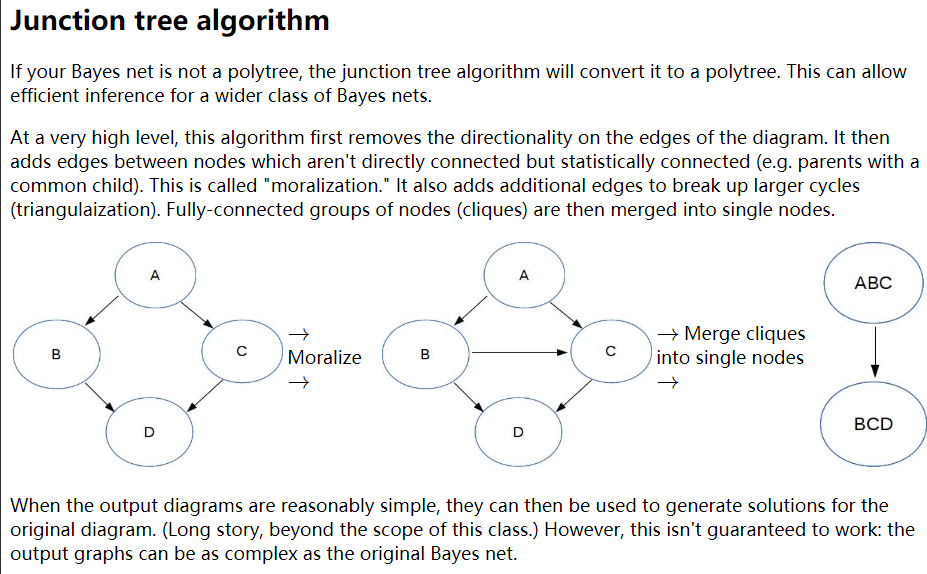 Junction tree algorithm
If your Bayes net is not a polytree, the junction tree algorithm will convert it to a polytree. This can allow
efficient inference for a wider class of Bayes nets.
At a very high level, this algorithm first removes the directionality on the edges of the diagram. It then
adds edges between nodes which aren't directly connected but statistically connected (e.g. parents with a
common child). This is called "moralization." It also adds additional edges to break up larger cycles
(triangulaization). Fully-connected groups of nodes (cliques) are then merged into single nodes.
A
B
C
D
→
Moralize
→
A
B
C
D
→ Merge cliques
into single nodes
→
ABC
BCD
When the output diagrams are reasonably simple, they can then be used to generate solutions for the
original diagram. (Long story, beyond the scope of this class.) However, this isn't guaranteed to work: the
output graphs can be as complex as the original Bayes net.